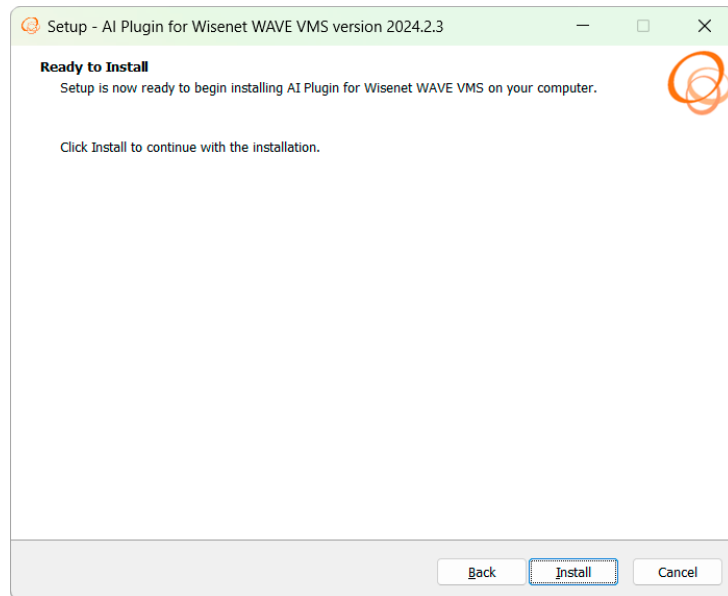 Setup - AI Plugin for Wisenet WAVE VMS version 2024.2.3
Ready to Install
Setup is now ready to begin installing AI Plugin for Wisenet WAVE VMS on your computer.
Click Install to continue with the installation.
Back Install Cancel